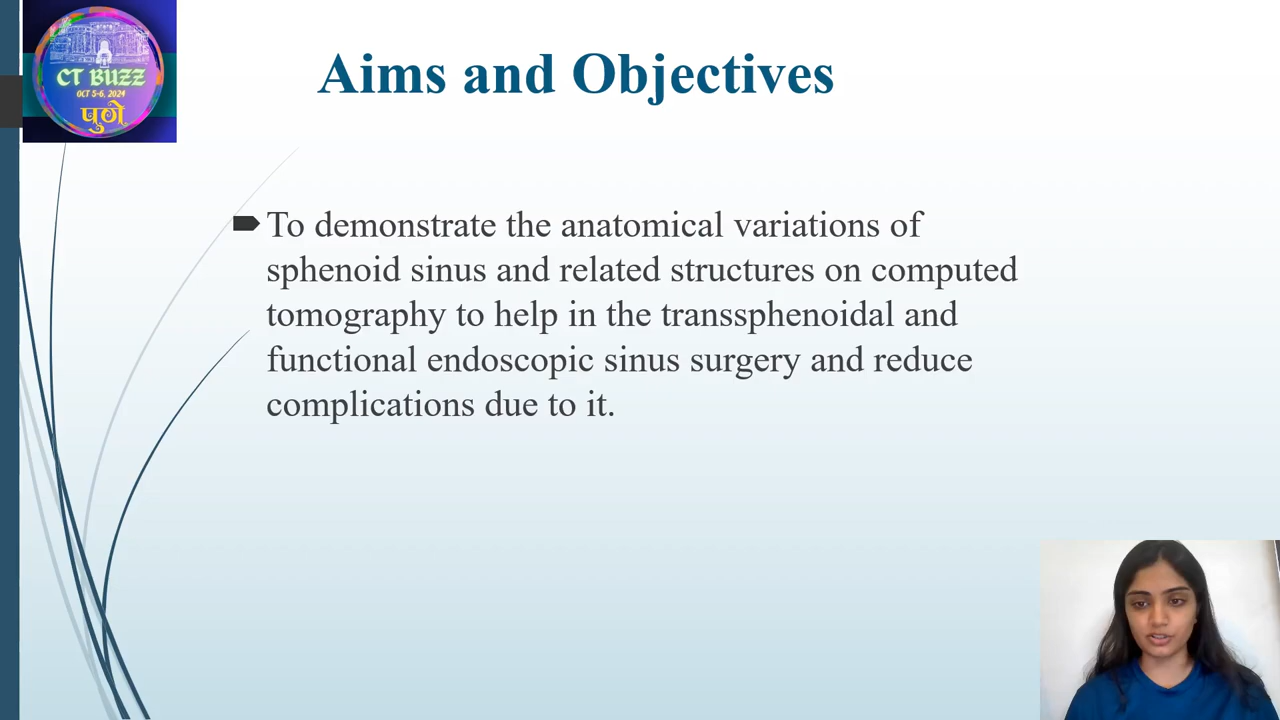 CT BUZZ
OCT 5-6, 2024
पुणे
Aims and Objectives
To demonstrate the anatomical variations of
sphenoid sinus and related structures on computed
tomography to help in the transsphenoidal and
functional endoscopic sinus surgery and reduce
complications due to it.